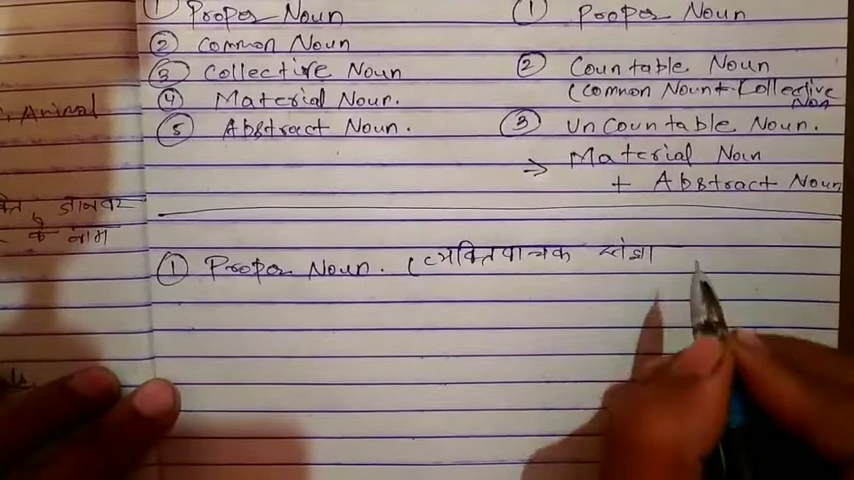 ① Proper Noun
② Common Noun
③ Collective Noun
④ Material Noun.
⑤ Abstract Noun.
① Proper Noun
② Countable Noun
(Common Noun + Collective Noun
③ Uncountable Noun.
→ Material Noun
+ Abstract Noun
Animal
जानवर
के नाम
① Proper Noun. (व्यक्तिवाचक संज्ञा